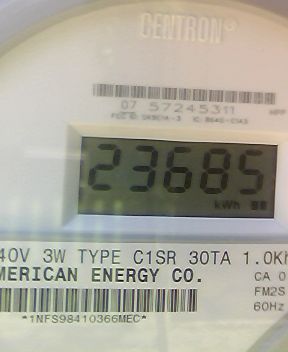 CENTRON®
07 57245311
23685
kWh
40V 3W TYPE C1SR 30TA 1.0Kh
MERICAN ENERGY CO.
CA 0
FM2S
60Hz
*1NFS98410366MEC*